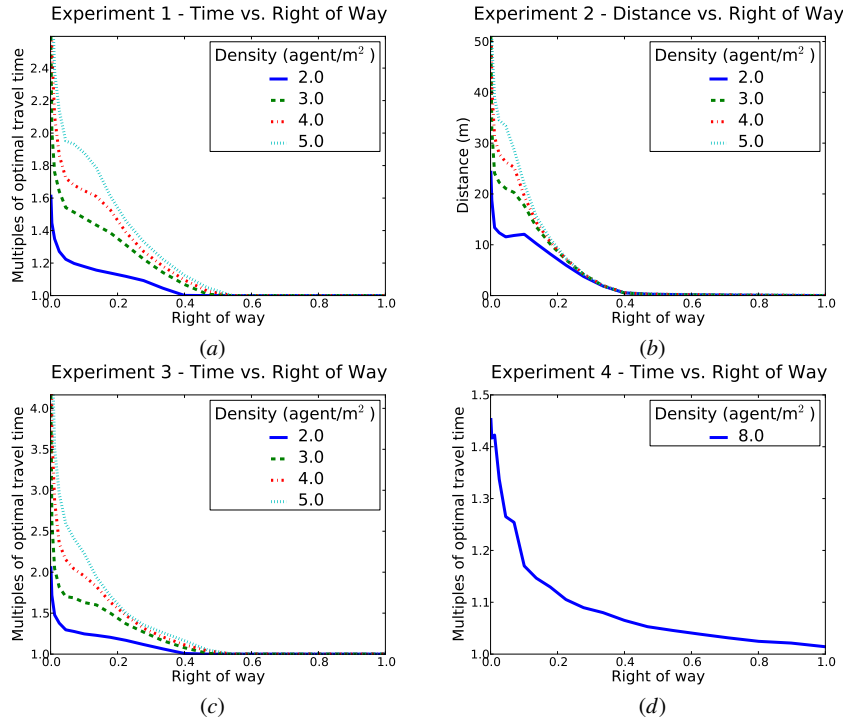 Experiment 1 - Time vs. Right of Way
Multiples of optimal travel time
2.4
2.2
2.0
1.8
1.6
1.4
1.2
1.0
Density (agent/m²)
2.0
3.0
4.0
5.0
0.0 0.2 0.4 0.6 0.8 1.0
Right of way
(a)
Experiment 2 - Distance vs. Right of Way
Distance (m)
50
40
30
20
10
0
Density (agent/m²)
2.0
3.0
4.0
5.0
0.0 0.2 0.4 0.6 0.8 1.0
Right of way
(b)
Experiment 3 - Time vs. Right of Way
Multiples of optimal travel time
4.0
3.5
3.0
2.5
2.0
1.5
1.0
Density (agent/m²)
2.0
3.0
4.0
5.0
0.0 0.2 0.4 0.6 0.8 1.0
Right of way
(c)
Experiment 4 - Time vs. Right of Way
Multiples of optimal travel time
1.5
1.4
1.3
1.2
1.1
1.0
Density (agent/m²)
8.0
0.0 0.2 0.4 0.6 0.8 1.0
Right of way
(d)